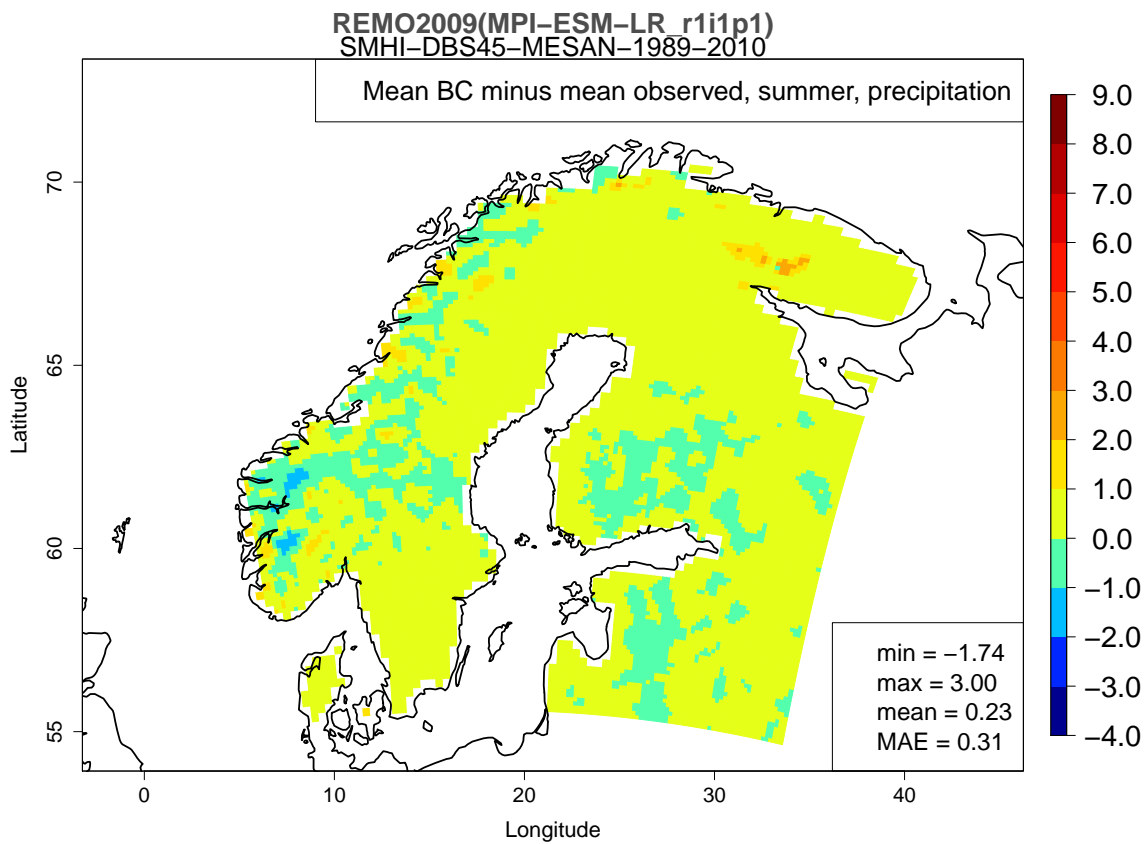 REMO2009(MPI−ESM−LR_r1i1p1)
SMHI−DBS45−MESAN−1989−2010
Mean BC minus mean observed, summer, precipitation
9.0
8.0
7.0
6.0
5.0
4.0
3.0
2.0
1.0
0.0
−1.0
−2.0
−3.0
−4.0
70
65
60
55
Latitude
min = −1.74
max = 3.00
mean = 0.23
MAE = 0.31
0 10 20 30 40
Longitude